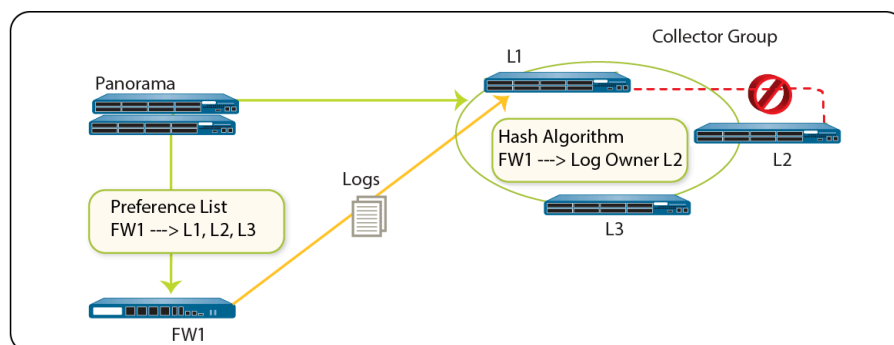 Collector Group
L1
Panorama
Hash Algorithm
FW1 ---> Log Owner L2
L2
Logs
Preference List
FW1 ---> L1, L2, L3
L3
FW1